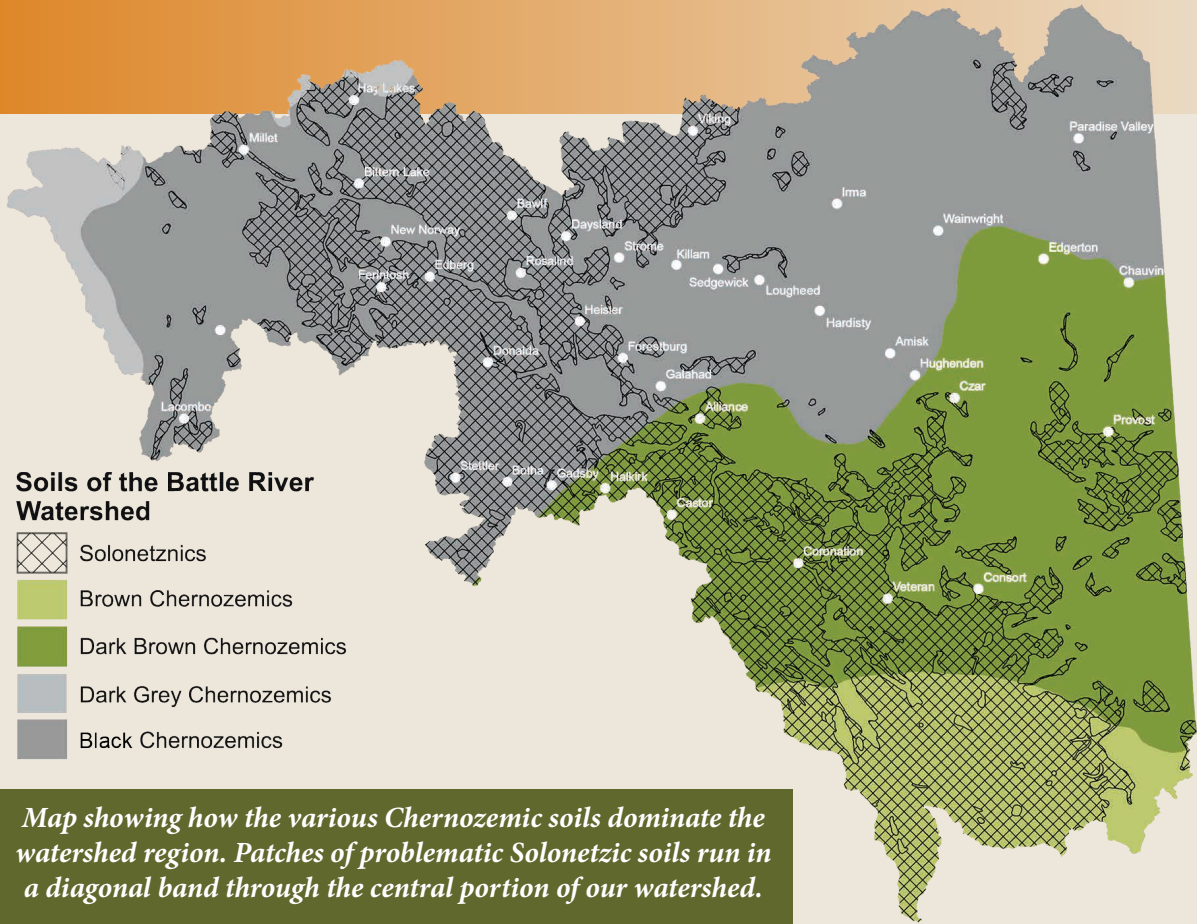 Hay Lakes
Viking
Millet
Paradise Valley
Bittern Lake
Irma
Bawlf
Wainwright
Daysland
New Norway
Strome
Edgerton
Killam
Rosalind
Edberg
Chauvin
Ferintosh
Sedgewick
Lougheed
Heisler
Hardisty
Amisk
Forestburg
Donalda
Hughenden
Galahad
Czar
Lacombo
Alliance
Provost
Stettler
Botha
Gadsby
Halkirk
Castor
Coronation
Consort
Veteran
Soils of the Battle River
Watershed
Solonetznics
Brown Chernozemics
Dark Brown Chernozemics
Dark Grey Chernozemics
Black Chernozemics
Map showing how the various Chernozemic soils dominate the
watershed region. Patches of problematic Solonetzic soils run in
a diagonal band through the central portion of our watershed.